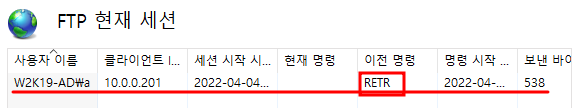 FTP 현재 세션
사용자 이름 클라이언트 I... 세션 시작 시... 현재 명령 이전 명령 명령 시작 ... 보낸 바이
W2K19-AD₩a 10.0.0.201 2022-04-04... RETR 2022-04-... 538